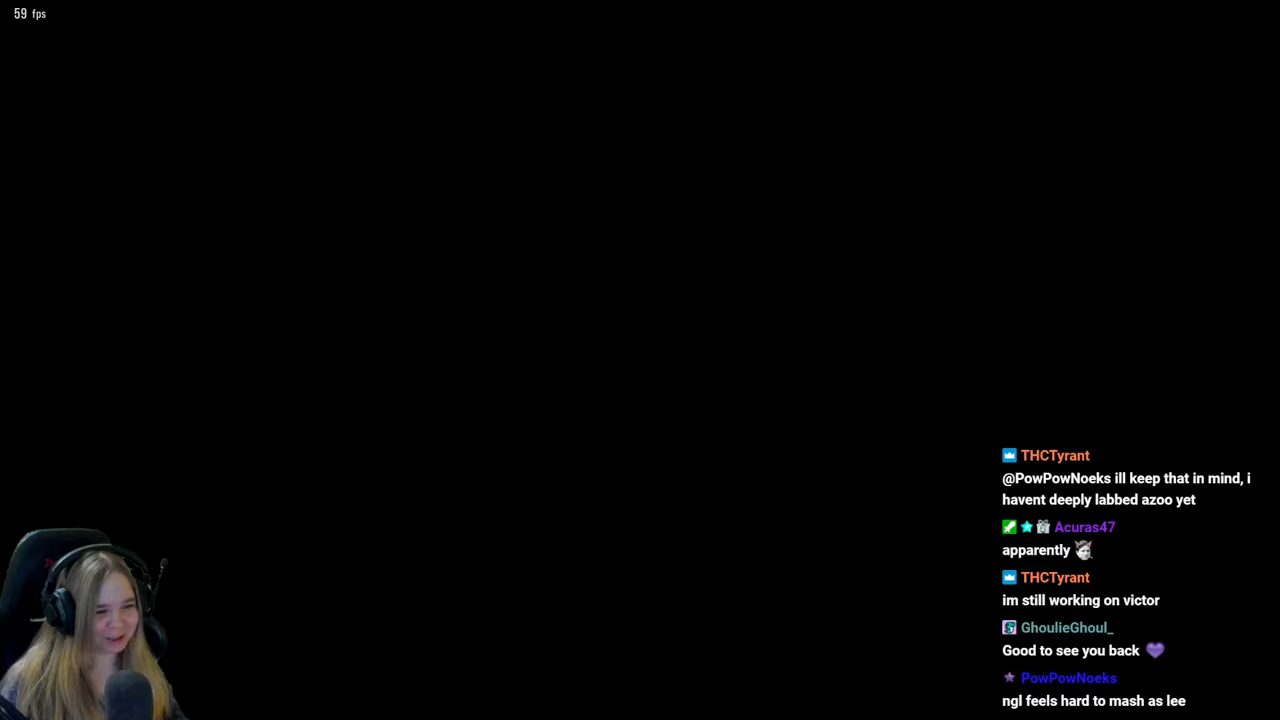 59 fps
THCTyrant
@PowPowNoeks ill keep that in mind, i
havent deeply labbed azoo yet
Acuras47
apparently
THCTyrant
im still working on victor
GhoulieGhoul_
Good to see you back
PowPowNoeks
ngl feels hard to mash as lee